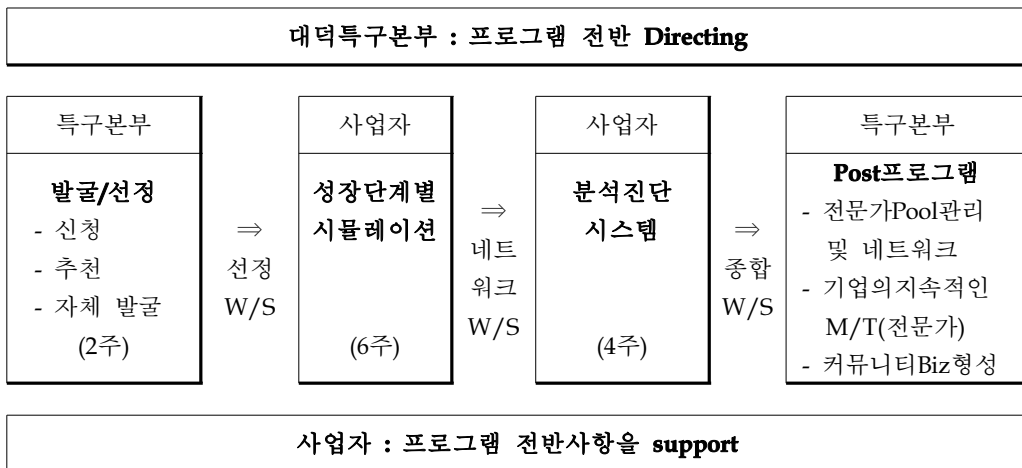 대덕특구본부 : 프로그램 전반 Directing
특구본부
발굴/선정
- 신청
- 추천
- 자체 발굴
(2주)
⇒
선정
W/S
사업자
성장단계별
시뮬레이션
(6주)
⇒
네트
워크
W/S
사업자
분석진단
시스템
(4주)
⇒
종합
W/S
특구본부
Post프로그램
- 전문가Pool관리
및 네트워크
- 기업의지속적인
M/T(전문가)
- 커뮤니티Biz형성
사업자 : 프로그램 전반사항을 support